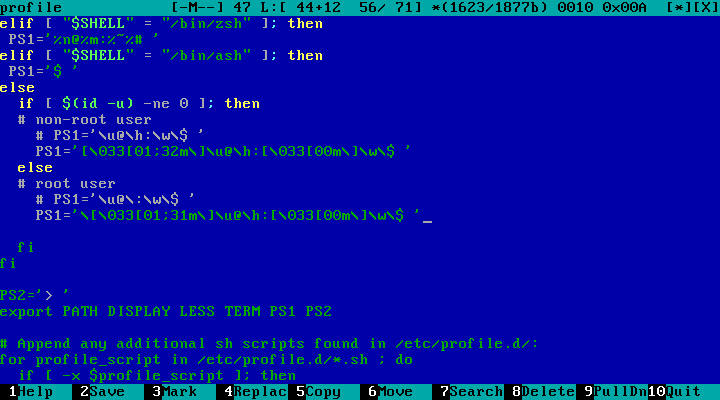 profile [-M--] 47 L:[ 44+12 56/ 71] *(1623/1877b) 0010 0x00A [*][X]
elif [ "$SHELL" = "/bin/zsh" ]; then
 PS1='%n@%m:%~%# '
elif [ "$SHELL" = "/bin/ash" ]; then
 PS1='$ '
else
  if [ $(id -u) -ne 0 ]; then
  # non-root user
    # PS1='\u@\h:\w\$ '
    PS1='[\033[01;32m\]\u@\h:[\033[00m\]\w\$ '
  else
  # root user
    # PS1='\u@\:\w\$ '
    PS1='\[\033[01;31m\]\u@\h:[\033[00m\]\w\$ '_
  fi
fi
PS2='> '
export PATH DISPLAY LESS TERM PS1 PS2
# Append any additional sh scripts found in /etc/profile.d/:
for profile_script in /etc/profile.d/*.sh ; do
  if [ -x $profile_script ]; then
1Help 2Save 3Mark 4Replac 5Copy 6Move 7Search 8Delete 9PullDn 10Quit